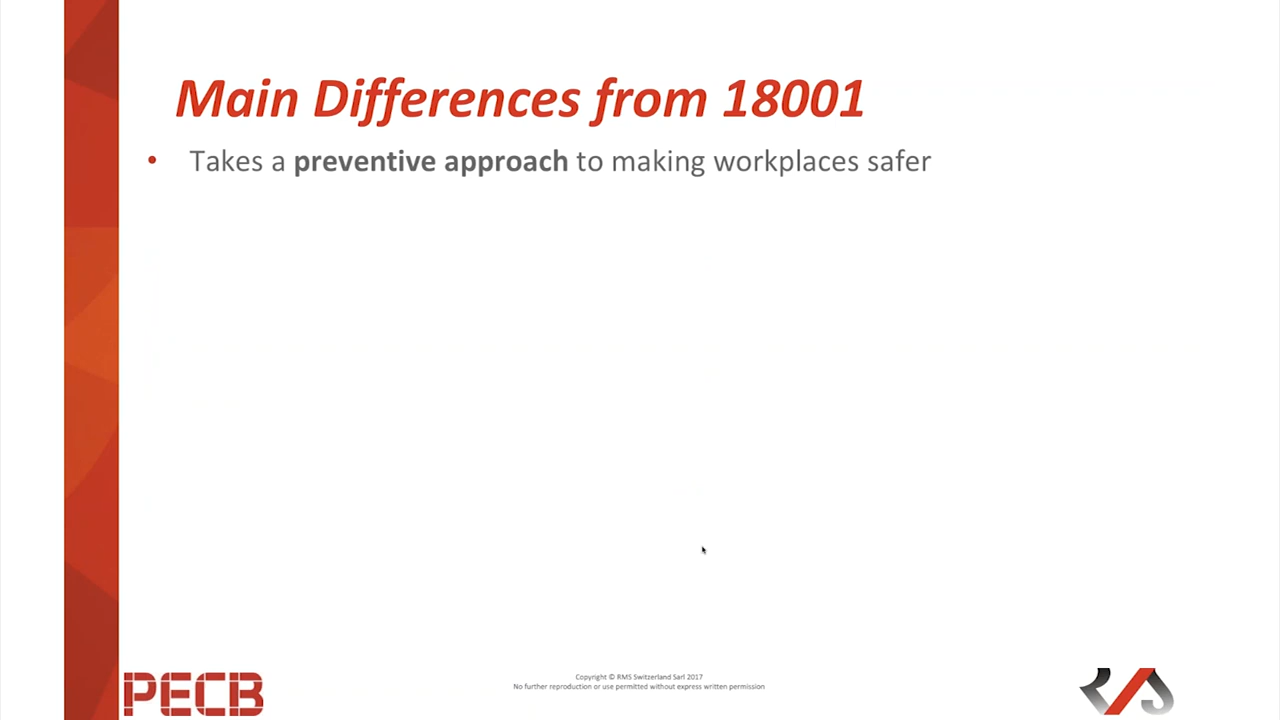 Main Differences from 18001
• Takes a preventive approach to making workplaces safer
PECB
Copyright © RMS Switzerland Sarl 2017
No further reproduction or use permitted without express written permission
RMS